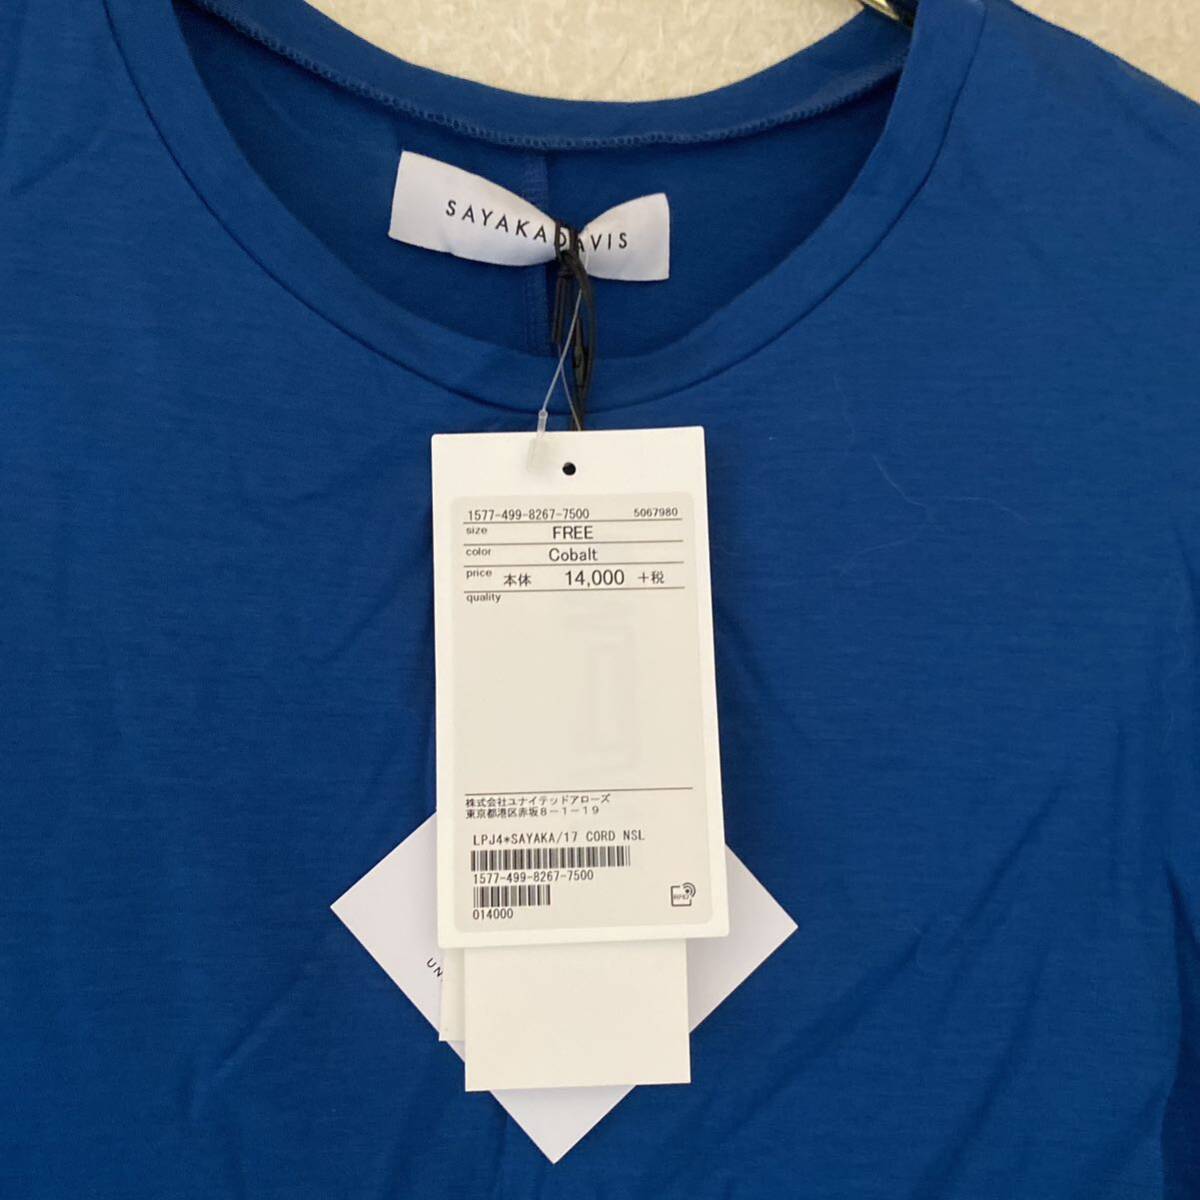 SAYAKADAVIS
1577-499-8267-7500 5067980
size FREE
color Cobalt
price 本体 14,000 +税
quality
株式会社ユナイテッドアローズ
東京都港区赤坂8-1-19
LPJ4*SAYAKA/17 CORD NSL
1577-499-8267-7500
014000
UN